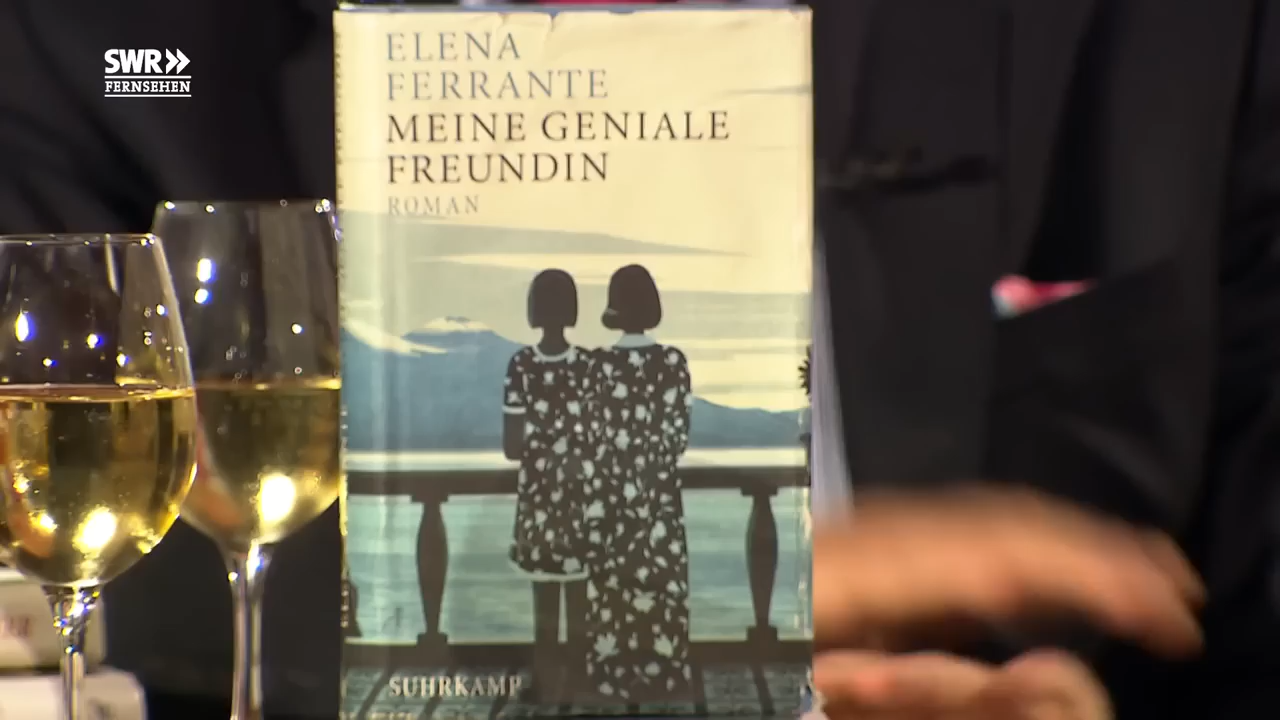 SWR
FERNSEHEN
ELENA
FERRANTE
MEINE GENIALE
FREUNDIN
ROMAN
SUHRKAMP